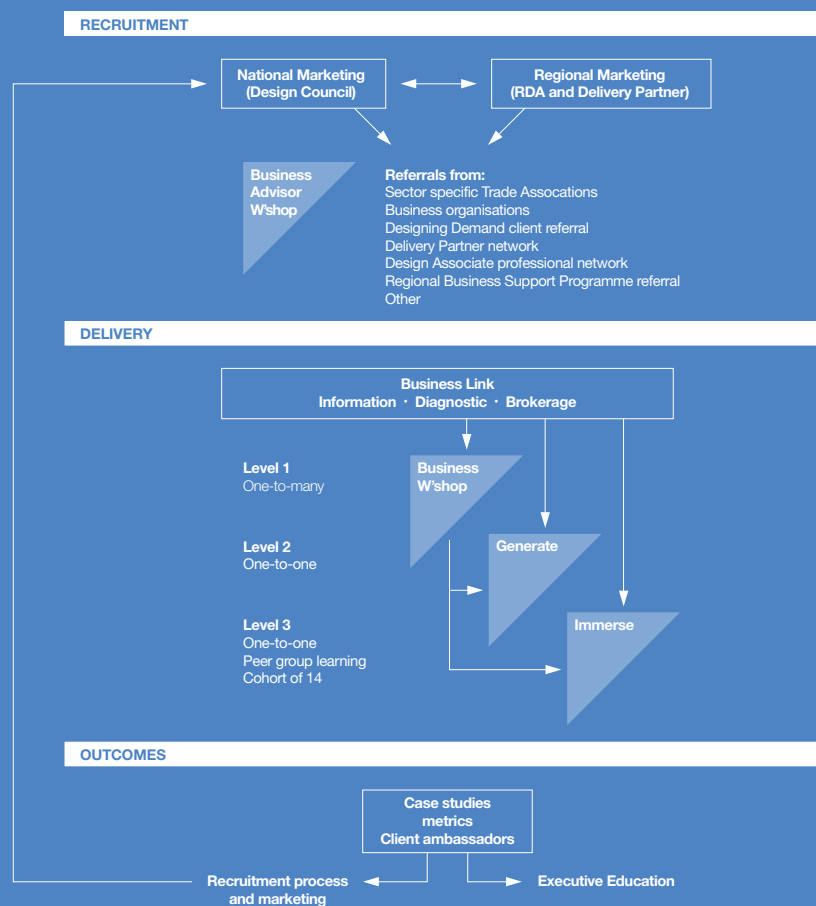 RECRUITMENT
National Marketing
(Design Council)
Regional Marketing
(RDA and Delivery Partner)
Business
Advisor
W'shop
Referrals from:
Sector specific Trade Assocations
Business organisations
Designing Demand client referral
Delivery Partner network
Design Associate professional network
Regional Business Support Programme referral
Other
DELIVERY
Business Link
Information · Diagnostic · Brokerage
Level 1
One-to-many
Business
W'shop
Level 2
One-to-one
Generate
Level 3
One-to-one
Peer group learning
Cohort of 14
Immerse
OUTCOMES
Case studies
metrics
Client ambassadors
Recruitment process
and marketing
Executive Education